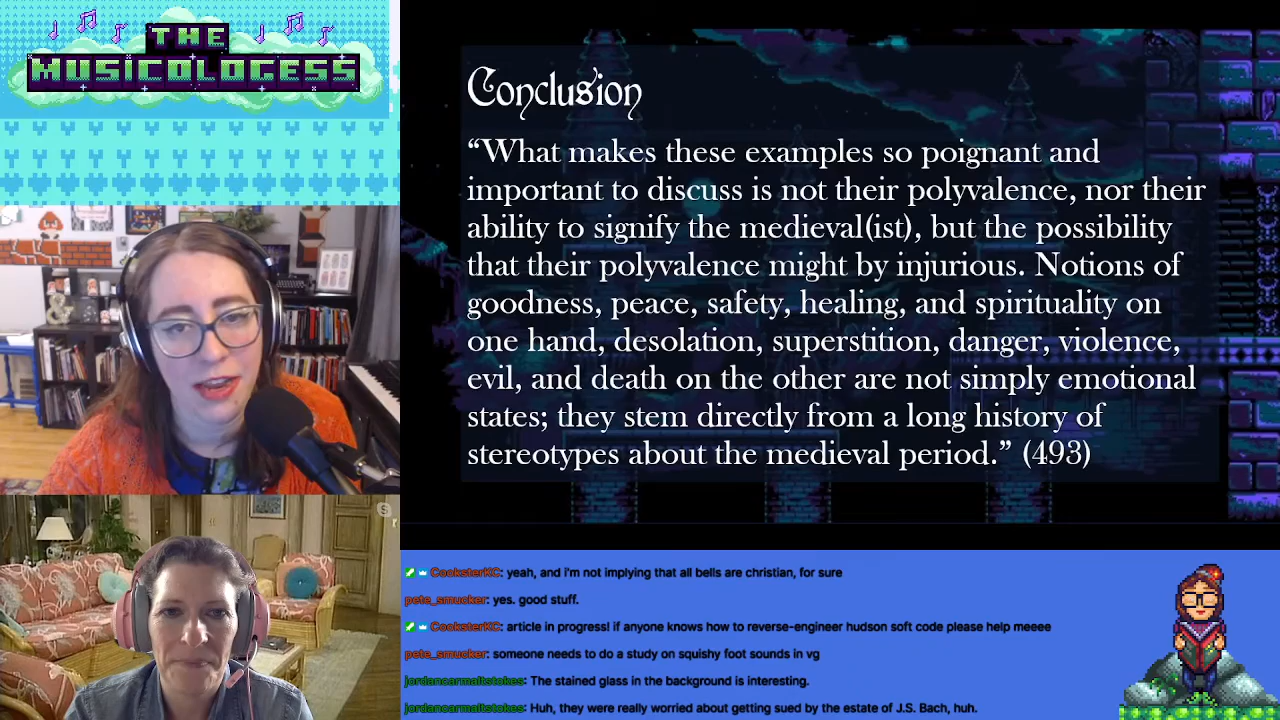 THE
MUSICOLOGESS
Conclusion
“What makes these examples so poignant and
important to discuss is not their polyvalence, nor their
ability to signify the medieval(ist), but the possibility
that their polyvalence might by injurious. Notions of
goodness, peace, safety, healing, and spirituality on
one hand, desolation, superstition, danger, violence,
evil, and death on the other are not simply emotional
states; they stem directly from a long history of
stereotypes about the medieval period.” (493)
CooksterKC: yeah, and i'm not implying that all bells are christian, for sure
pete_smucker: yes. good stuff.
CooksterKC: article in progress! if anyone knows how to reverse-engineer hudson soft code please help meeee
pete_smucker: someone needs to do a study on squishy foot sounds in vg
jordancarmaltstokes: The stained glass in the background is interesting.
jordancarmaltstokes: Huh, they were really worried about getting sued by the estate of J.S. Bach, huh.